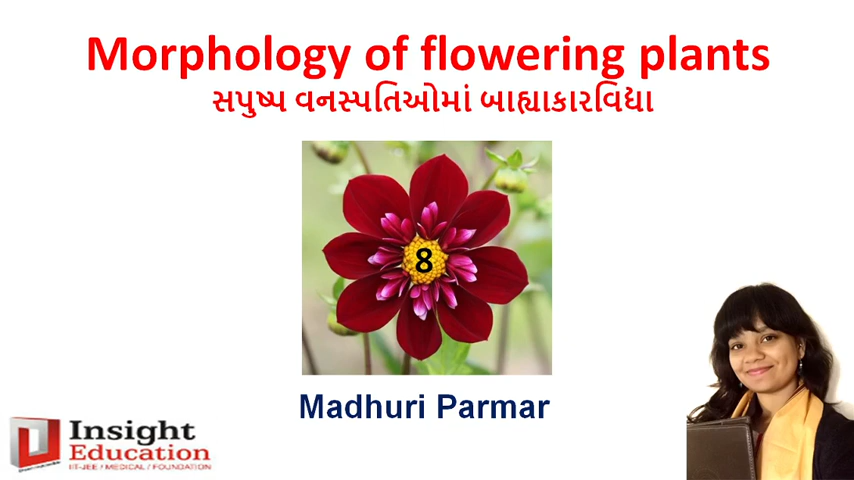 Morphology of flowering plants
સપુષ્પ વનસ્પતિઓમાં બાહ્યાકારવિદ્યા
8
Madhuri Parmar
Insight
Education
IIT-JEE / MEDICAL / FOUNDATION